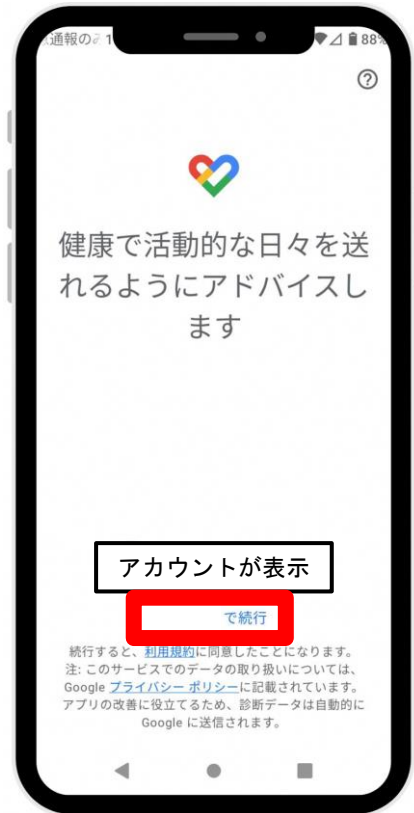 通報の
88%
健康で活動的な日々を送
れるようにアドバイスし
ます
アカウントが表示
で続行
続行すると、利用規約に同意したことになります。
注: このサービスでのデータの取り扱いについては、
Google プライバシー ポリシーに記載されています。
アプリの改善に役立てるため、診断データは自動的に
Google に送信されます。